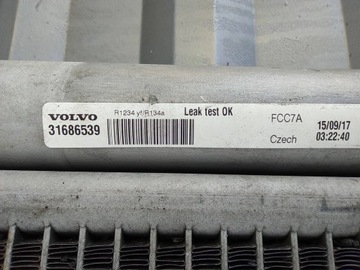 VOLVO
31686539
R1234 yf/R134a
Leak test OK
FCC7A
Czech
15/09/17
03:22:40